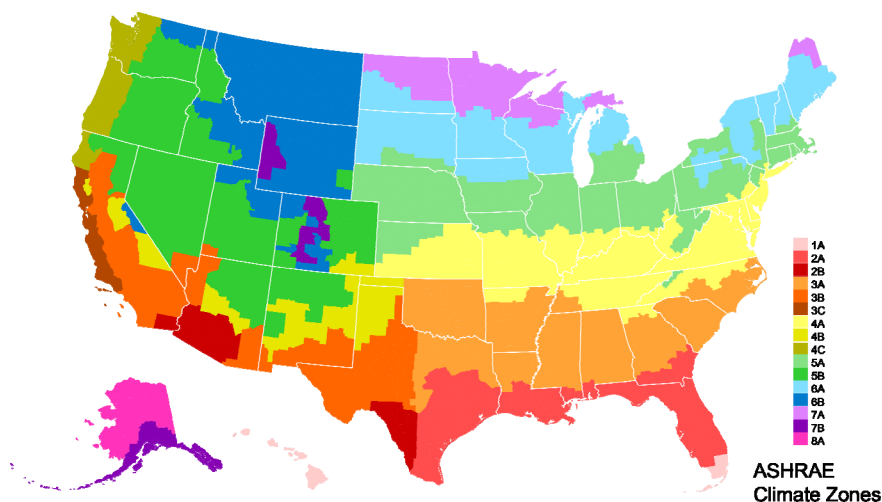 1A
2A
2B
3A
3B
3C
4A
4B
4C
5A
5B
6A
6B
7A
7B
8A
ASHRAE
Climate Zones